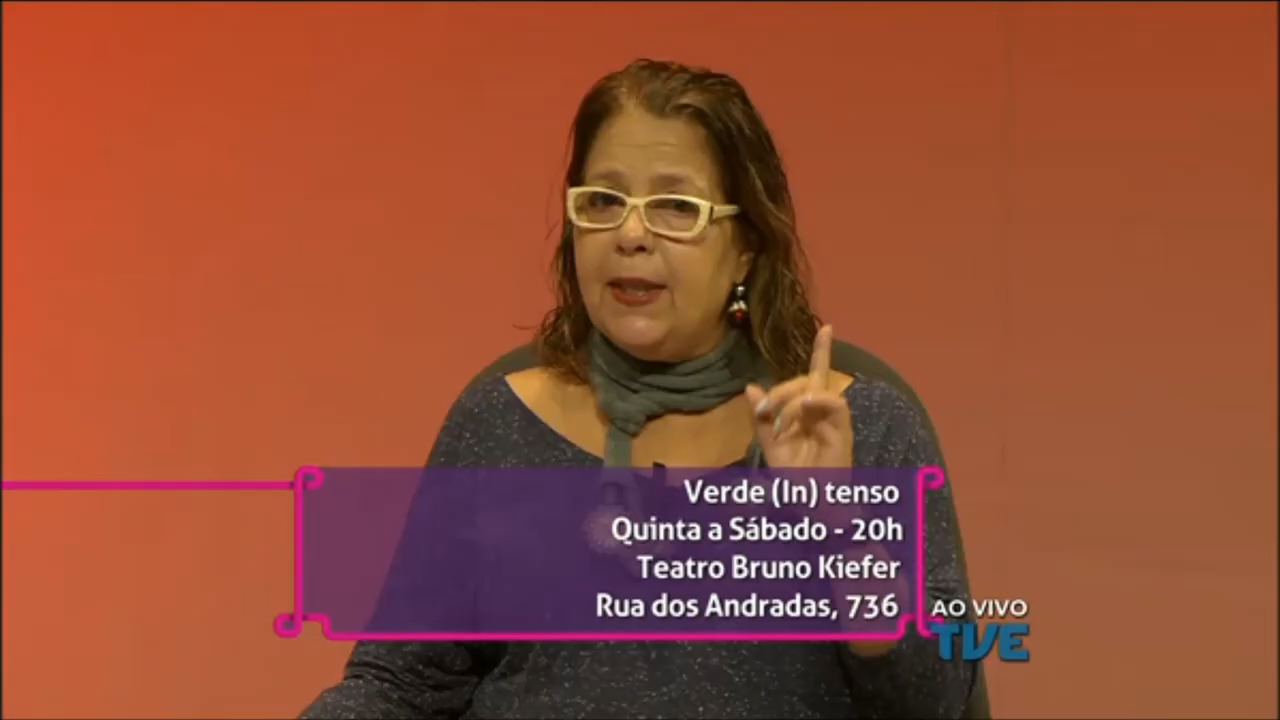 Verde (In) tenso
Quinta a Sábado - 20h
Teatro Bruno Kiefer
Rua dos Andradas, 736
AO VIVO
TVE